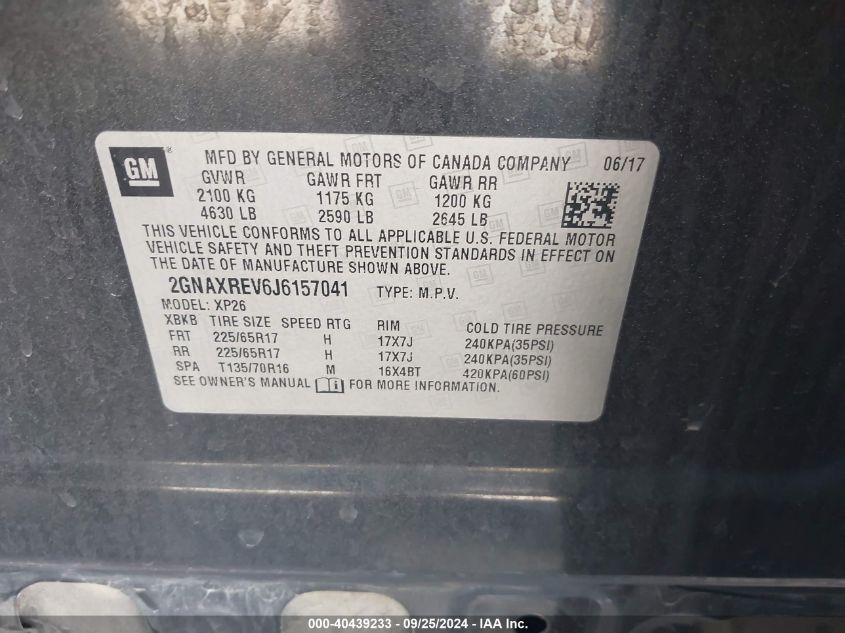 GM ® MFD BY GENERAL MOTORS OF CANADA COMPANY 06/17
GVWR GAWR FRT GAWR RR
2100 KG 1175 KG 1200 KG
4630 LB 2590 LB 2645 LB
THIS VEHICLE CONFORMS TO ALL APPLICABLE U.S. FEDERAL MOTOR
VEHICLE SAFETY AND THEFT PREVENTION STANDARDS IN EFFECT ON
THE DATE OF MANUFACTURE SHOWN ABOVE.
2GNAXREV6J6157041 TYPE: M.P.V.
MODEL: XP26
XBKB TIRE SIZE SPEED RTG RIM COLD TIRE PRESSURE
FRT 225/65R17 H 17X7J 240KPA(35PSI)
RR 225/65R17 H 17X7J 240KPA(35PSI)
SPA T135/70R16 M 16X4BT 420KPA(60PSI)
SEE OWNER'S MANUAL FOR MORE INFORMATION.
000-40439233 - 09/25/2024 - IAA Inc.